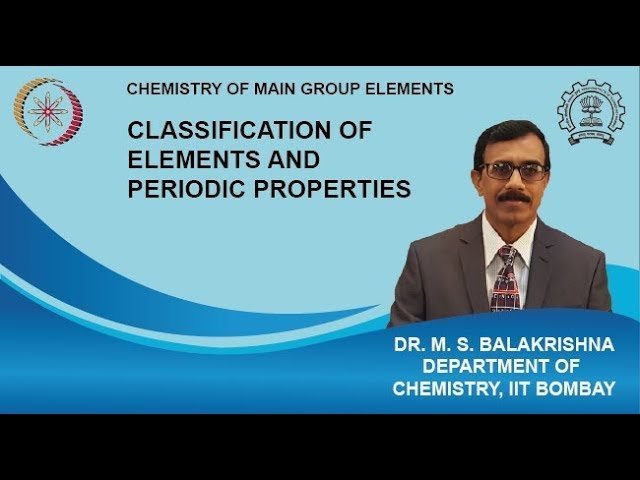 CHEMISTRY OF MAIN GROUP ELEMENTS
CLASSIFICATION OF
ELEMENTS AND
PERIODIC PROPERTIES
DR. M. S. BALAKRISHNA
DEPARTMENT OF
CHEMISTRY, IIT BOMBAY